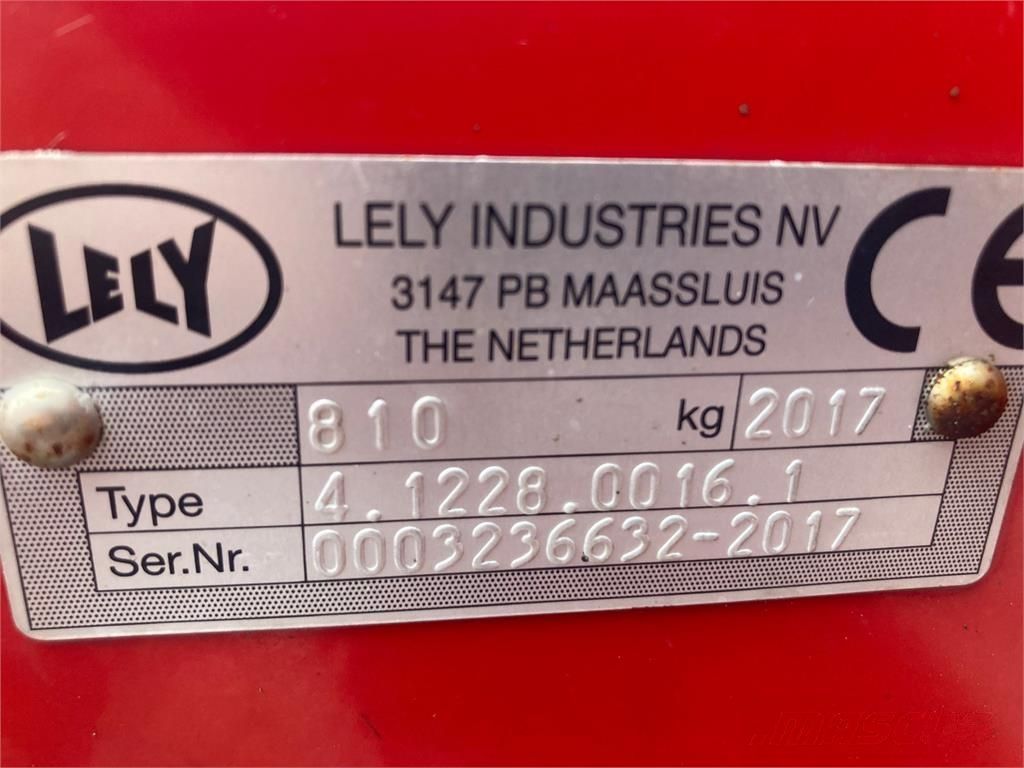 LELY
LELY INDUSTRIES NV
3147 PB MAASSLUIS
THE NETHERLANDS
CE
810 kg 2017
Type 4.1228.0016.1
Ser.Nr. 0003236632-2017
MASCUS